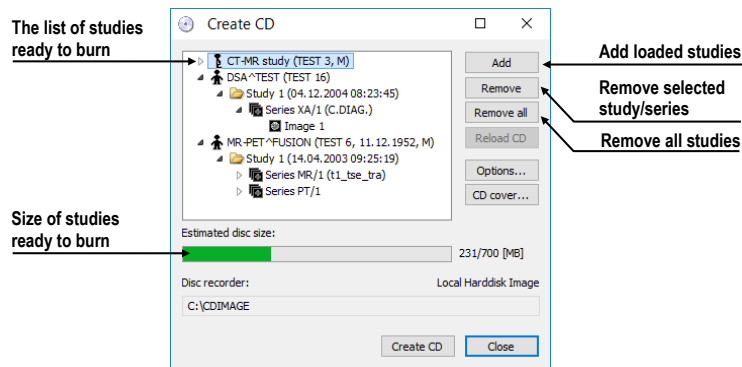 Create CD
The list of studies
ready to burn
CT-MR study (TEST 3, M)
DSA^TEST (TEST 16)
Study 1 (04.12.2004 08:23:45)
Series XA/1 (C.DIAG.)
Image 1
MR-PET^FUSION (TEST 6, 11.12.1952, M)
Study 1 (14.04.2003 09:25:19)
Series MR/1 (t1_tse_tra)
Series PT/1
Add
Remove
Remove all
Reload CD
Options...
CD cover...
Add loaded studies
Remove selected
study/series
Remove all studies
Size of studies
ready to burn
Estimated disc size:
231/700 [MB]
Disc recorder:
Local Harddisk Image
C:\CDIMAGE
Create CD
Close